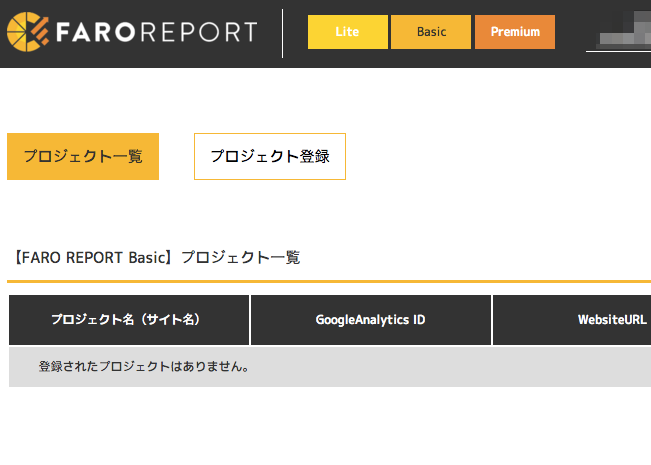 FAROREPORT
Lite
Basic
Premium
プロジェクト一覧
プロジェクト登録
【FARO REPORT Basic】プロジェクト一覧
プロジェクト名（サイト名）
GoogleAnalytics ID
WebsiteURL
登録されたプロジェクトはありません。